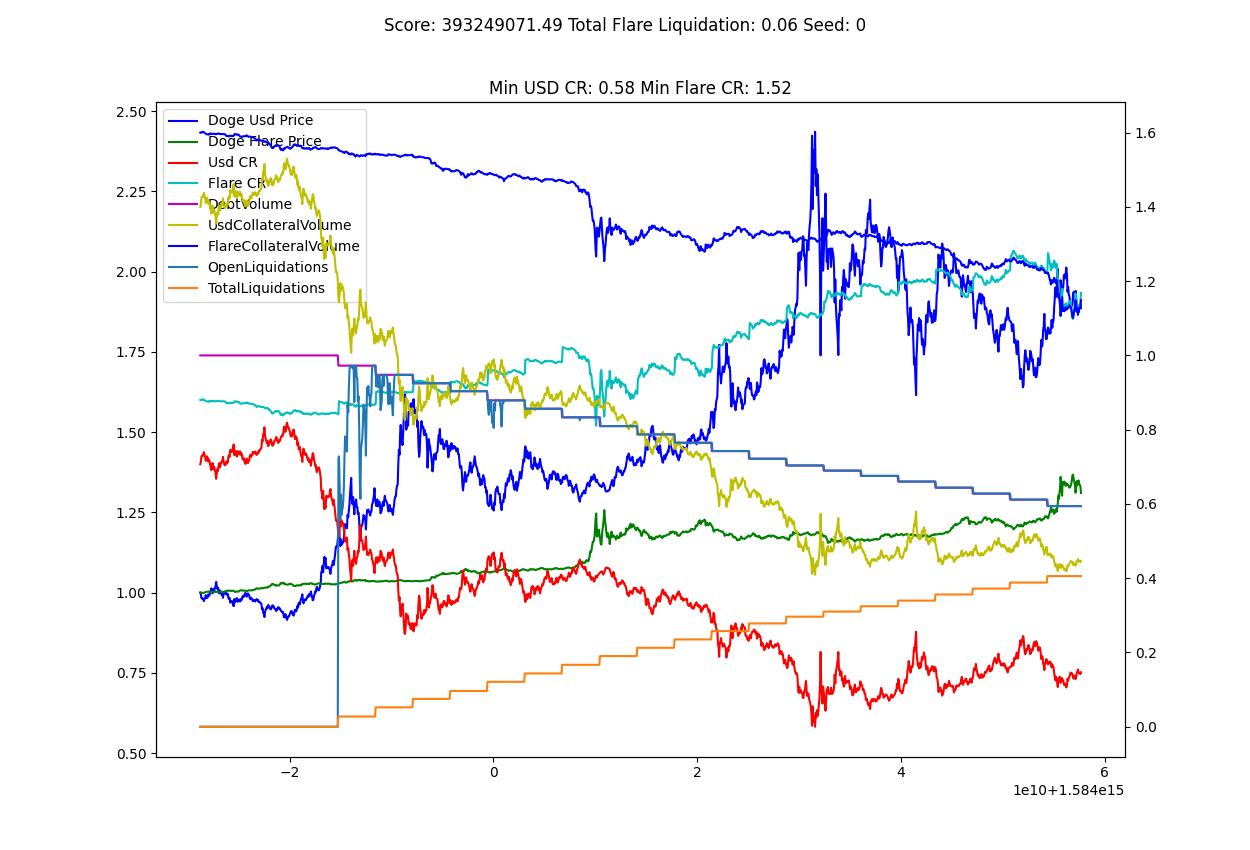 Score: 393249071.49 Total Flare Liquidation: 0.06 Seed: 0
Min USD CR: 0.58 Min Flare CR: 1.52
Doge Usd Price
Doge Flare Price
Usd CR
Flare CR
DebtVolume
UsdCollateralVolume
FlareCollateralVolume
OpenLiquidations
TotalLiquidations
2.50
2.25
2.00
1.75
1.50
1.25
1.00
0.75
0.50
1.6
1.4
1.2
1.0
0.8
0.6
0.4
0.2
0.0
−2 0 2 4 6
1e10+1.584e15